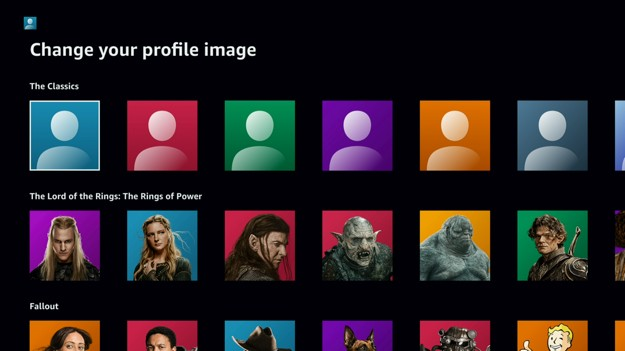 Change your profile image
The Classics
The Lord of the Rings: The Rings of Power
Fallout